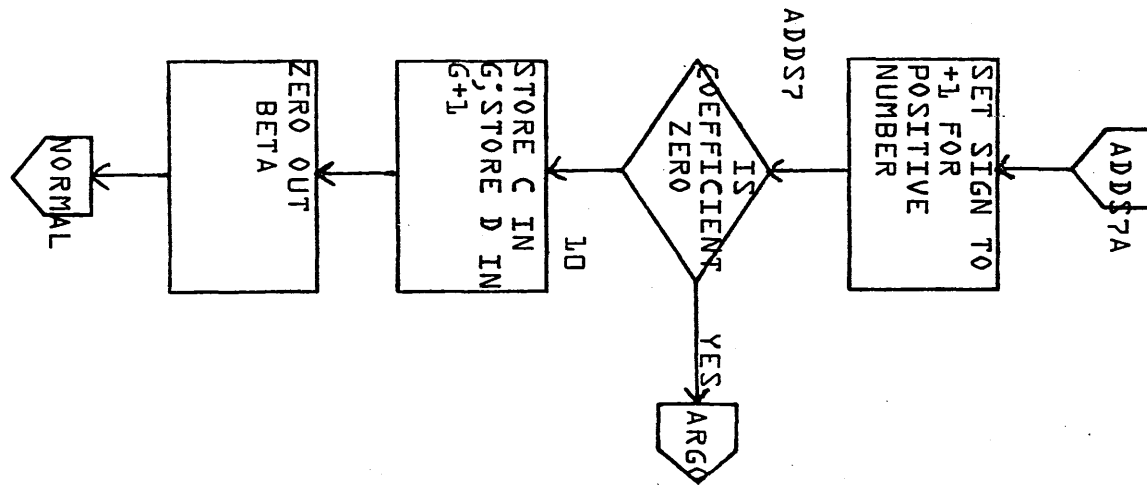 ADDS7A
SET SIGN TO
+1 FOR
POSITIVE
NUMBER
ADDS7
IS
COEFFICIENT
ZERO
YES
ARGO
10
STORE C IN
G;STORE D IN
G+1
ZERO OUT
BETA
NORMAL